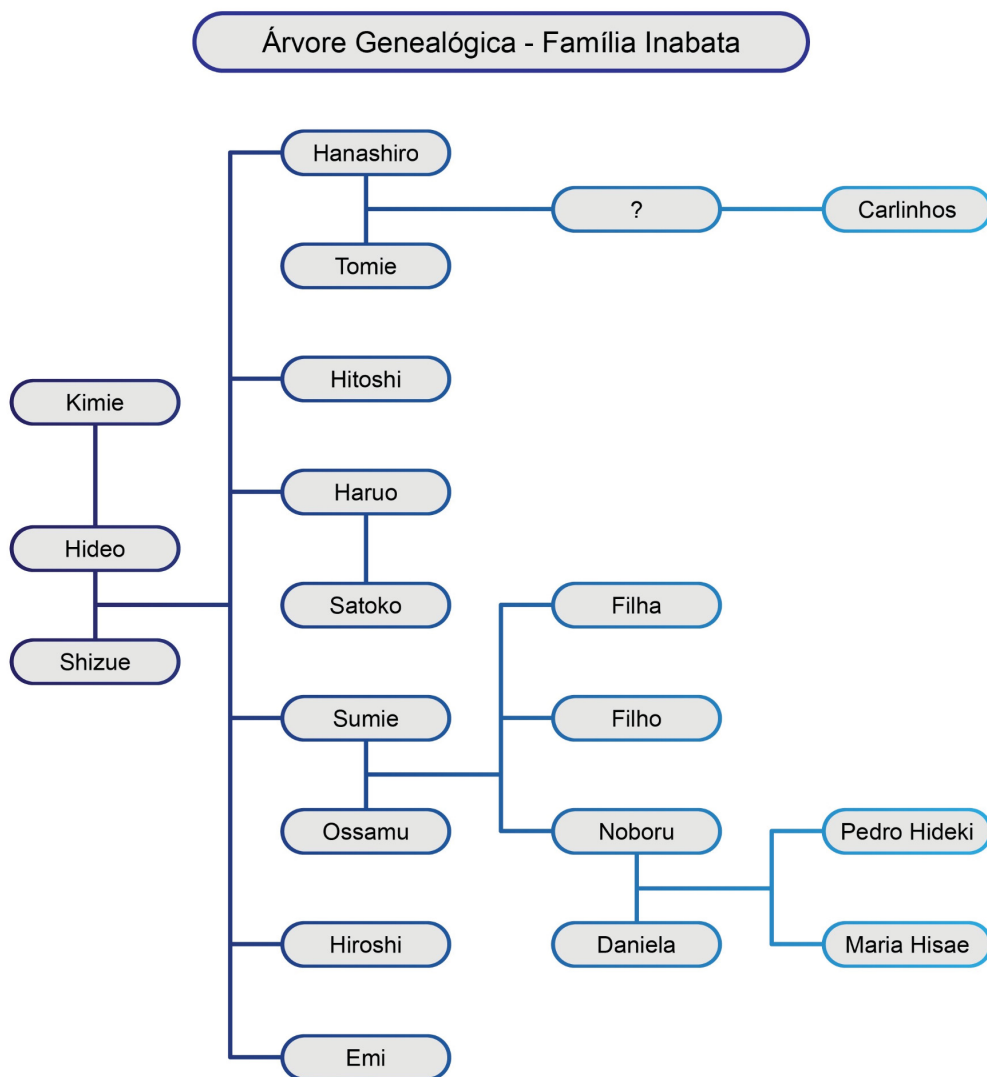 Árvore Genealógica - Família Inabata
Hanashiro
?
Carlinhos
Tomie
Hitoshi
Kimie
Haruo
Hideo
Satoko
Filha
Shizue
Sumie
Filho
Ossamu
Noboru
Pedro Hideki
Hiroshi
Daniela
Maria Hisae
Emi